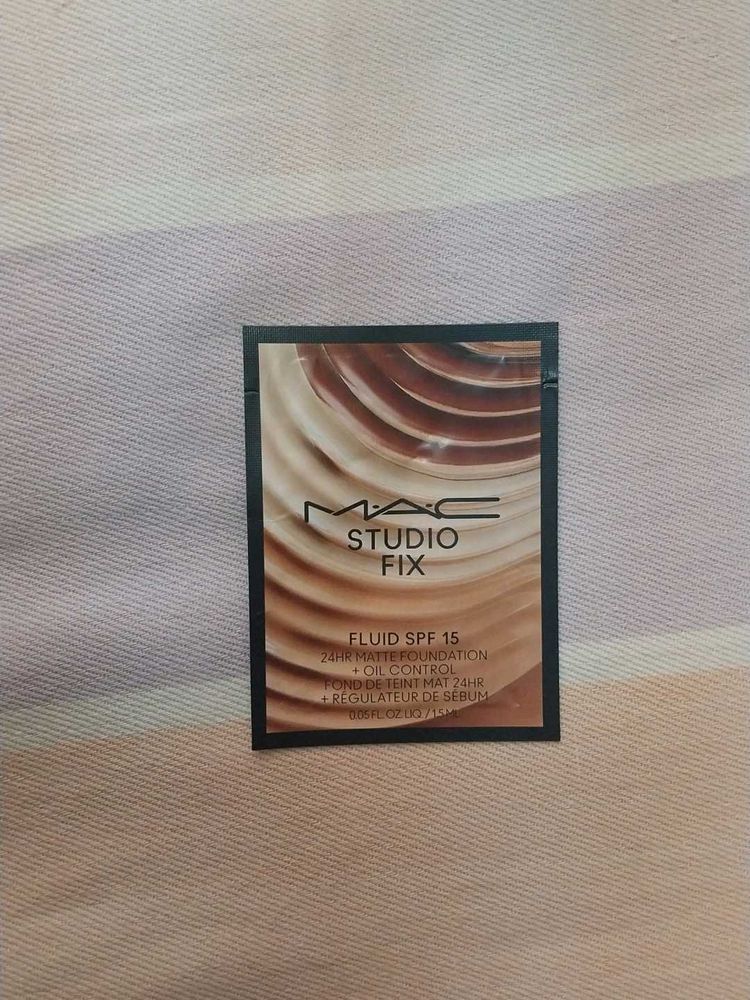 M·A·C
STUDIO
FIX
FLUID SPF 15
24HR MATTE FOUNDATION
+ OIL CONTROL
FOND DE TEINT MAT 24HR
+ RÉGULATEUR DE SÉBUM
0.05 FL. OZ. LIQ. / 1.5 ML